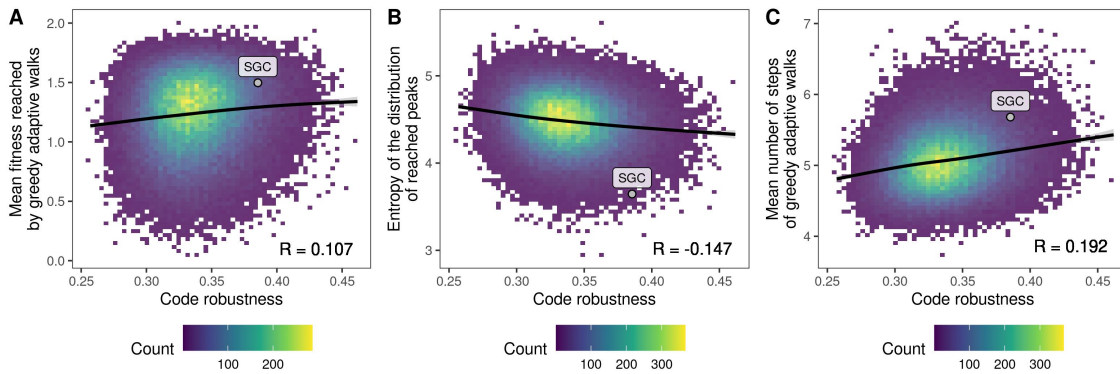 A
Mean fitness reached
by greedy adaptive walks
2.0
1.5
1.0
0.5
0.0
SGC
R = 0.107
0.25 0.30 0.35 0.40 0.45
Code robustness
Count
100 200
B
Entropy of the distribution
of reached peaks
5
4
3
SGC
R = -0.147
0.25 0.30 0.35 0.40 0.45
Code robustness
Count
100 200 300
C
Mean number of steps
of greedy adaptive walks
7
6
5
4
SGC
R = 0.192
0.25 0.30 0.35 0.40 0.45
Code robustness
Count
100 200 300